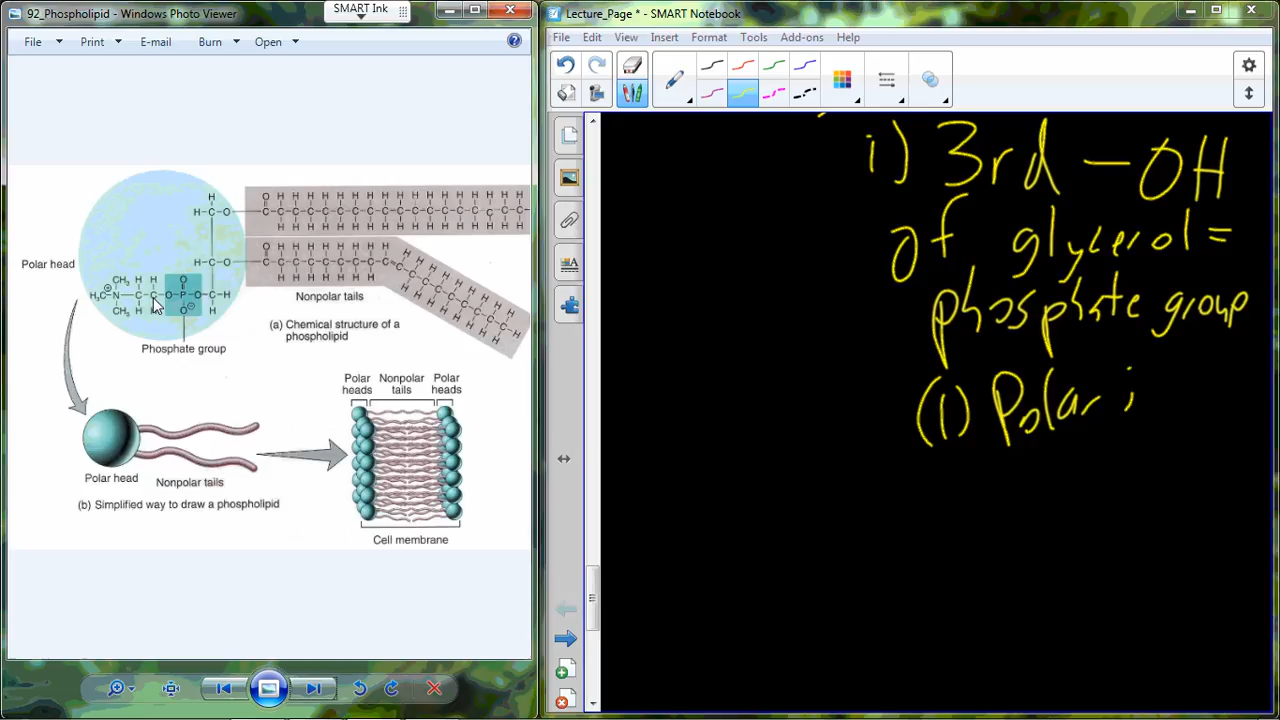 92_Phospholipid - Windows Photo Viewer
SMART Ink
File Print E-mail Burn Open
Polar head
Nonpolar tails
(a) Chemical structure of a
phospholipid
Phosphate group
Polar head
Nonpolar tails
(b) Simplified way to draw a phospholipid
Polar heads
Nonpolar tails
Polar heads
Cell membrane
Lecture_Page * - SMART Notebook
File Edit View Insert Format Tools Add-ons Help
i) 3rd - OH
of glycerol =
phosphate group
(1) Polar ;